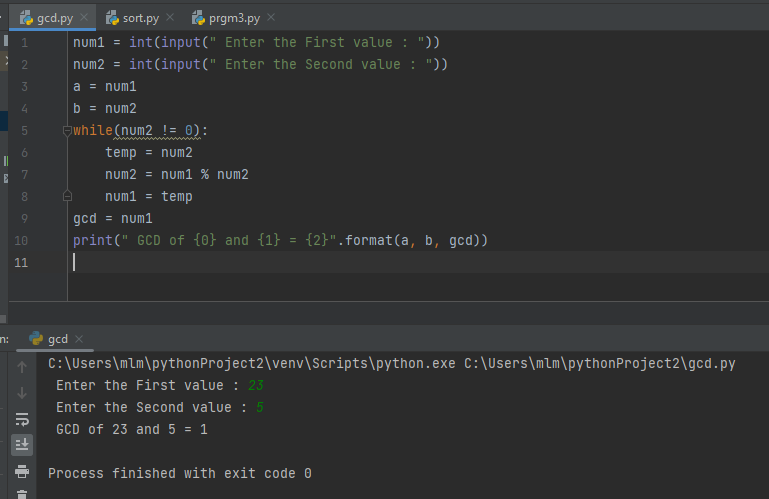 gcd.py × sort.py × prgm3.py ×
1 num1 = int(input(" Enter the First value : "))
2 num2 = int(input(" Enter the Second value : "))
3 a = num1
4 b = num2
5 while(num2 != 0):
6 temp = num2
7 num2 = num1 % num2
8 num1 = temp
9 gcd = num1
10 print(" GCD of {0} and {1} = {2}".format(a, b, gcd))
11
n: gcd ×
C:\Users\mlm\pythonProject2\venv\Scripts\python.exe C:\Users\mlm\pythonProject2\gcd.py
Enter the First value : 23
Enter the Second value : 5
GCD of 23 and 5 = 1
Process finished with exit code 0